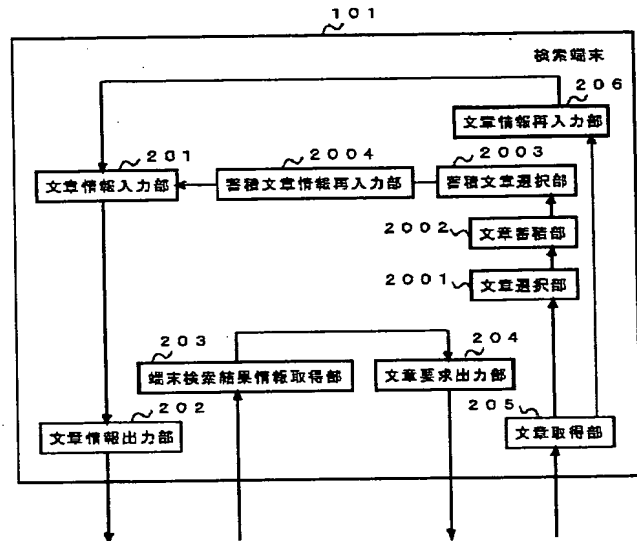 101
検索端末
206
文章情報再入力部
201
2004
2003
文章情報入力部
蓄積文章情報再入力部
蓄積文章選択部
2002
文章蓄積部
2001
文章選択部
203
204
端末検索結果情報取得部
文章要求出力部
202
205
文章情報出力部
文章取得部